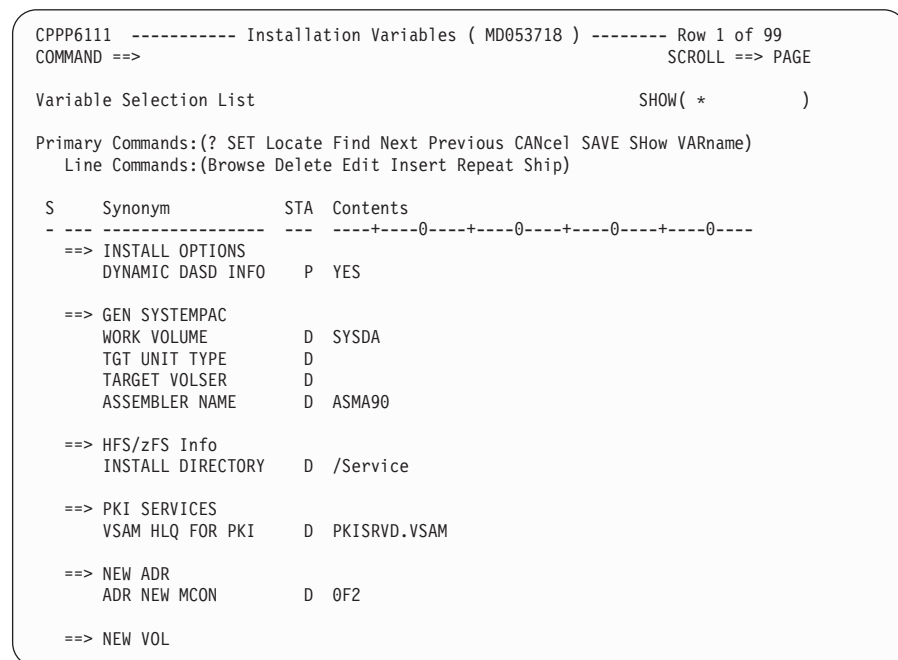 CPPP6111 ----------- Installation Variables ( MD053718 ) -------- Row 1 of 99
COMMAND ==> SCROLL ==> PAGE
Variable Selection List SHOW( * )
Primary Commands:(? SET Locate Find Next Previous CANcel SAVE SHow VARname)
Line Commands:(Browse Delete Edit Insert Repeat Ship)
S Synonym STA Contents
- --- ----------------- --- ----+----0----+----0----+----0----+----0----
==> INSTALL OPTIONS
DYNAMIC DASD INFO P YES
==> GEN SYSTEMPAC
WORK VOLUME D SYSDA
TGT UNIT TYPE D
TARGET VOLSER D
ASSEMBLER NAME D ASMA90
==> HFS/zFS Info
INSTALL DIRECTORY D /Service
==> PKI SERVICES
VSAM HLQ FOR PKI D PKISRVD.VSAM
==> NEW ADR
ADR NEW MCON D 0F2
==> NEW VOL